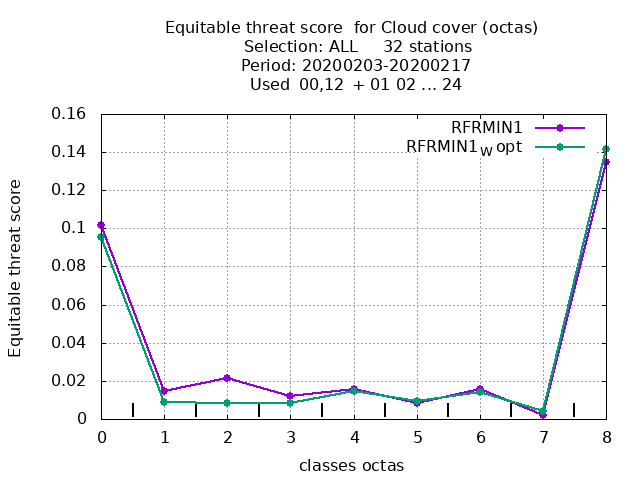 Equitable threat score for Cloud cover (octas)
Selection: ALL 32 stations
Period: 20200203-20200217
Used 00,12 + 01 02 ... 24
RFRMIN1
RFRMIN1W opt
0.16
0.14
0.12
0.1
0.08
0.06
0.04
0.02
0
Equitable threat score
0 1 2 3 4 5 6 7 8
classes octas